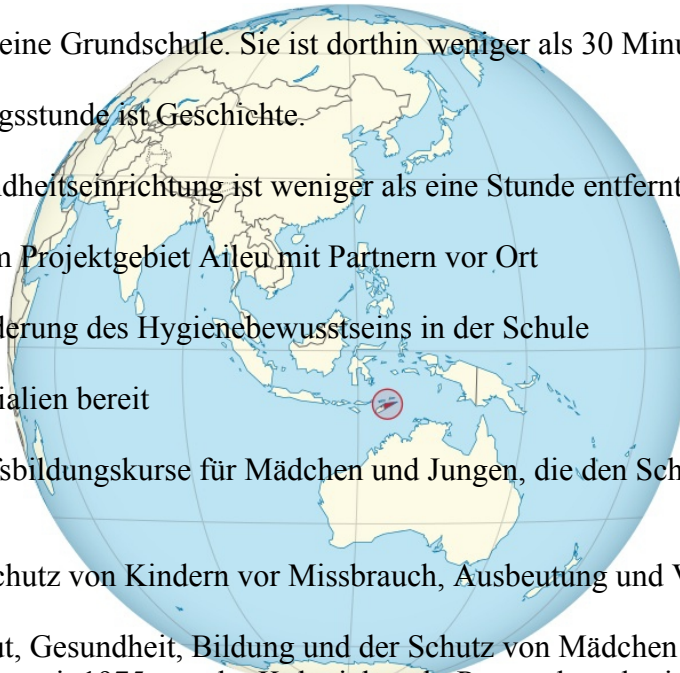 eine Grundschule. Sie ist dorthin weniger als 30 Minu
gsstunde ist Geschichte.
dheitseinrichtung ist weniger als eine Stunde entfernt
Projektgebiet Aileu mit Partnern vor Ort
derung des Hygienebewusstseins in der Schule
ialien bereit
sbildungskurse für Mädchen und Jungen, die den Sch
chutz von Kindern vor Missbrauch, Ausbeutung und V
ut, Gesundheit, Bildung und der Schutz von Mädchen